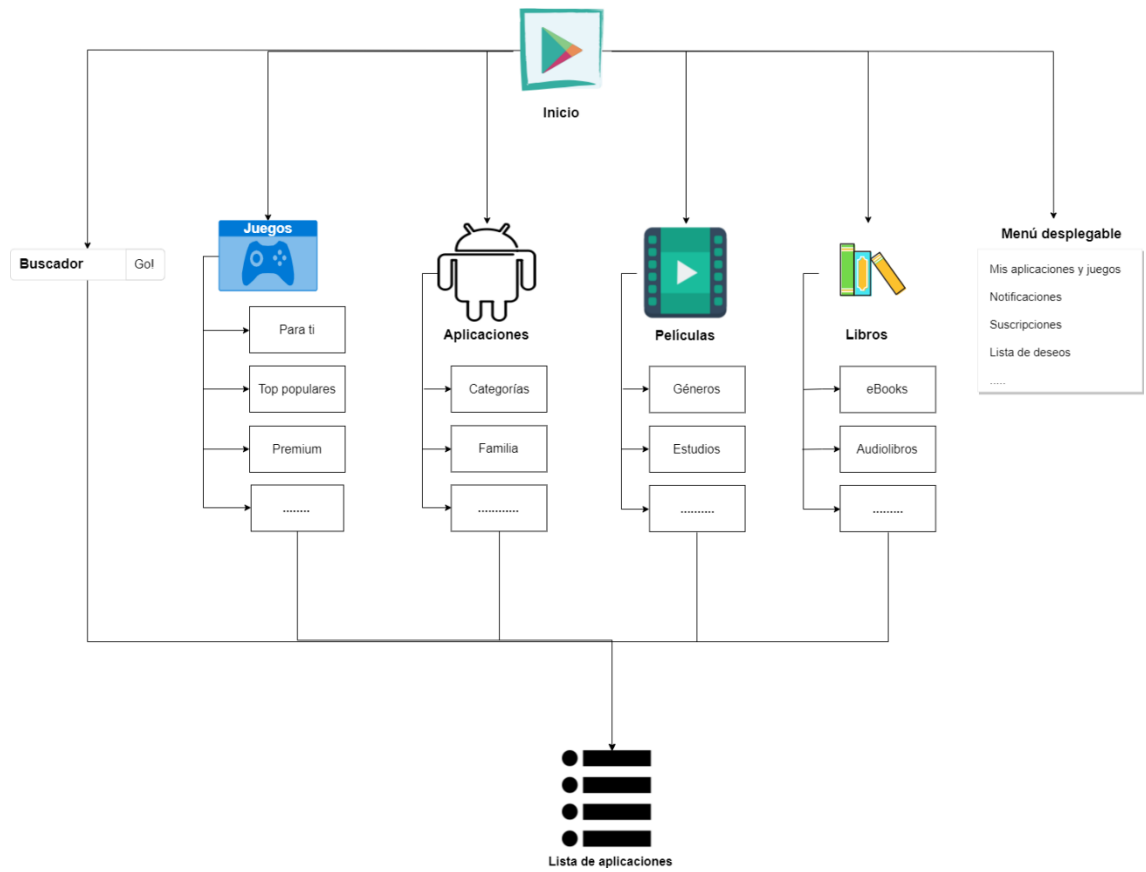 Inicio
Buscador
Go!
Juegos
Para ti
Top populares
Premium
........
Aplicaciones
Categorías
Familia
............
Películas
Géneros
Estudios
..........
Libros
eBooks
Audiolibros
.........
Menú desplegable
Mis aplicaciones y juegos
Notificaciones
Suscripciones
Lista de deseos
.....
Lista de aplicaciones